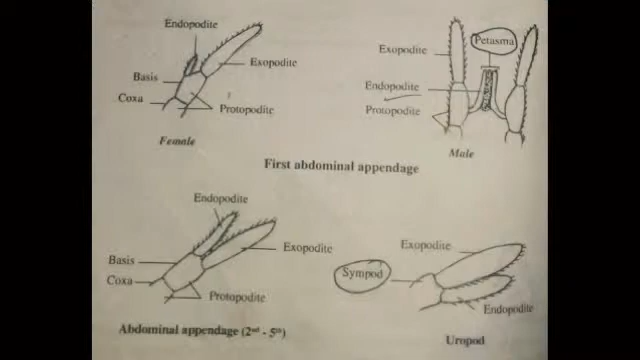 Endopodite
Exopodite
Basis
Coxa
Protopodite
Female
Petasma
Exopodite
Endopodite
Protopodite
Male
First abdominal appendage
Endopodite
Exopodite
Basis
Coxa
Protopodite
Abdominal appendage (2nd - 5th)
Exopodite
Sympod
Endopodite
Uropod